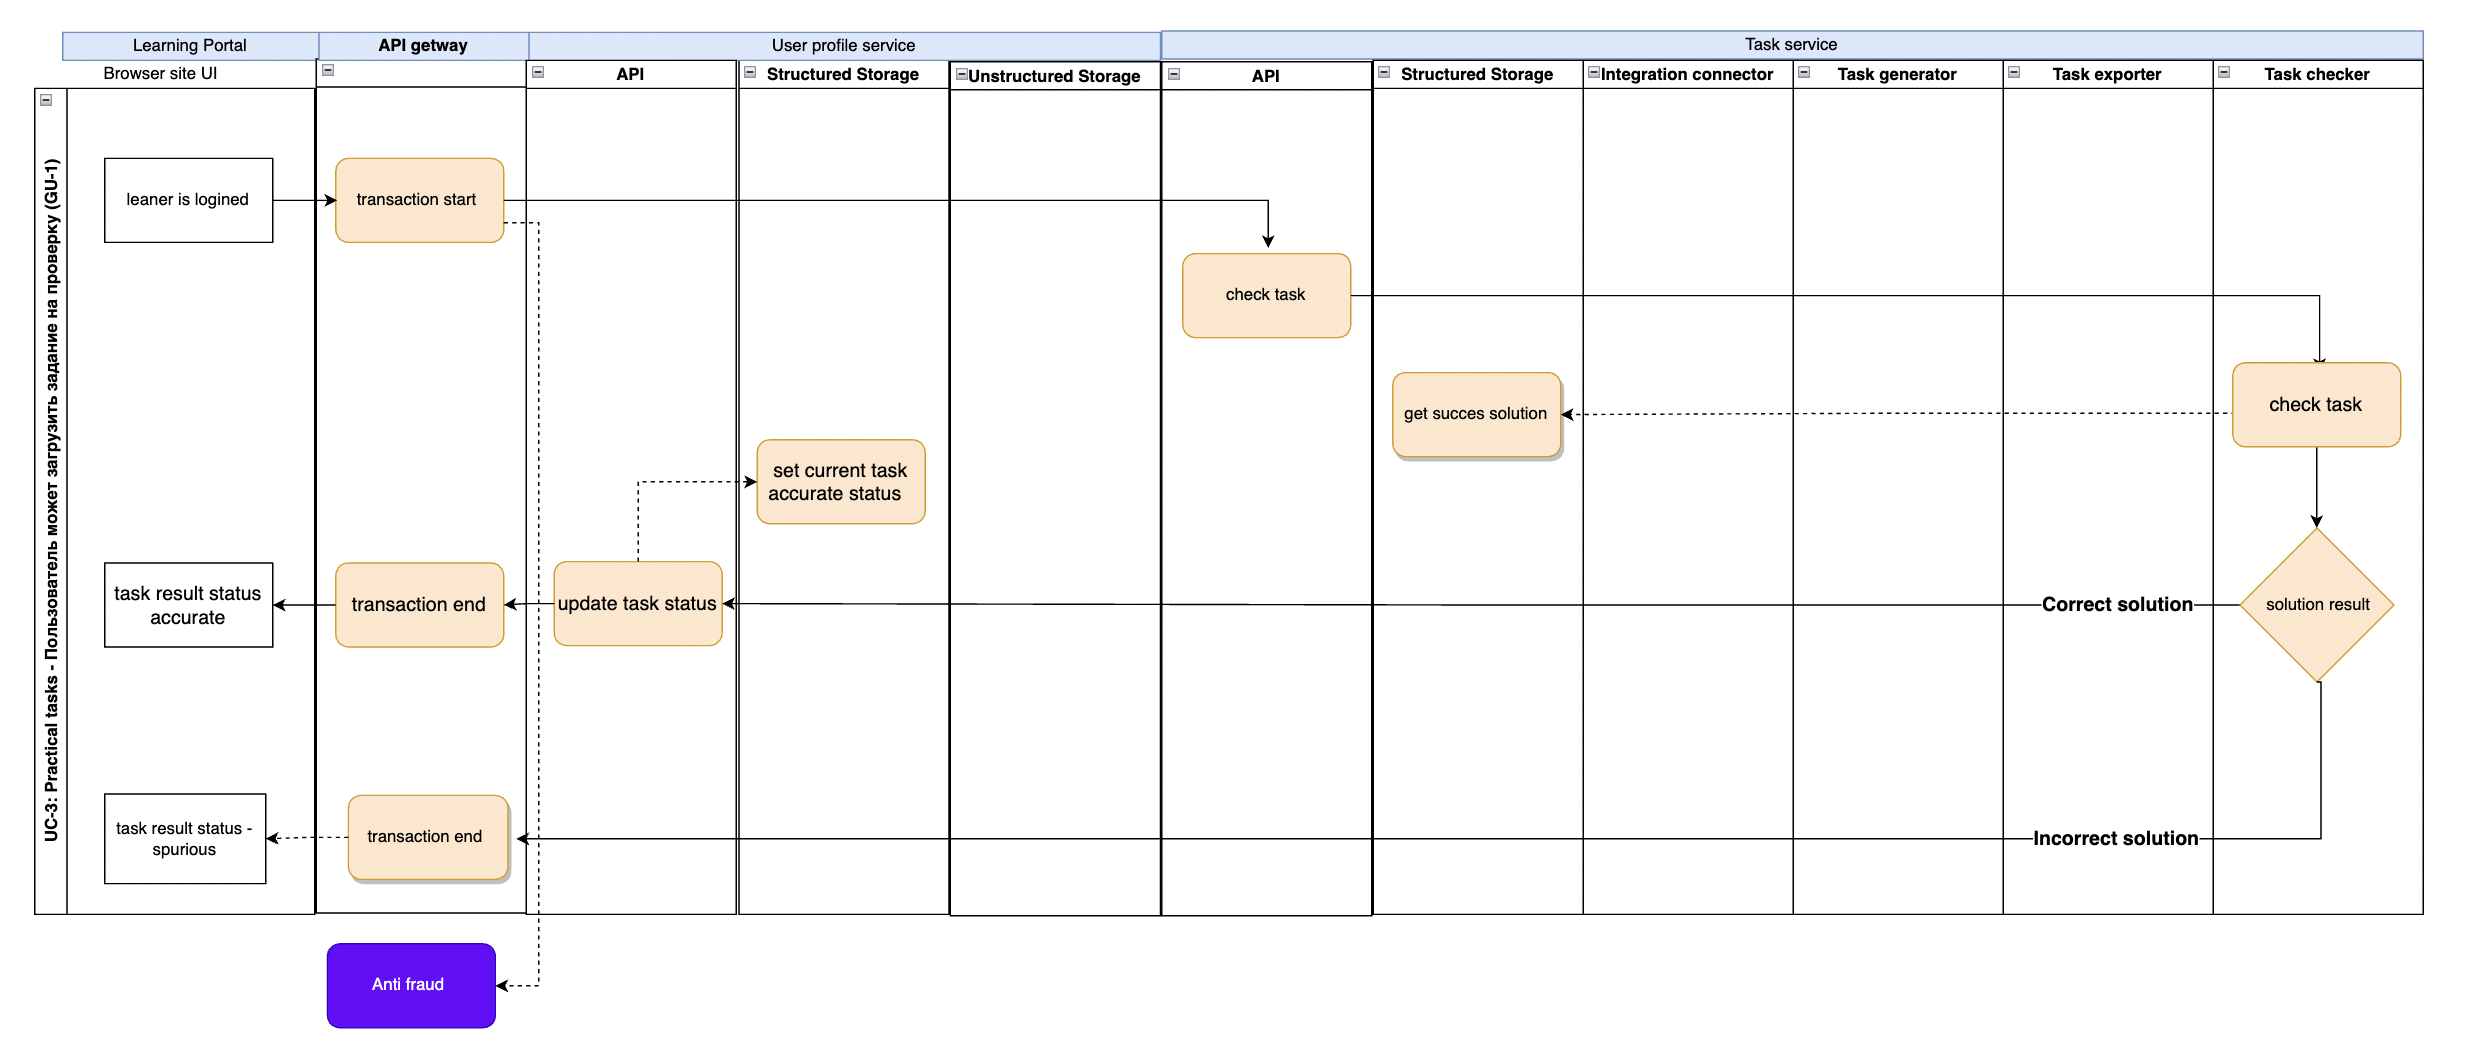 Learning Portal
API getway
User profile service
Task service
Browser site UI
API
Structured Storage
Unstructured Storage
API
Structured Storage
Integration connector
Task generator
Task exporter
Task checker
UC-3: Practical tasks - Пользователь может загрузить задание на проверку (GU-1)
leaner is logined
transaction start
check task
check task
get succes solution
set current task
accurate status
task result status
accurate
transaction end
update task status
Correct solution
solution result
task result status -
spurious
transaction end
Incorrect solution
Anti fraud